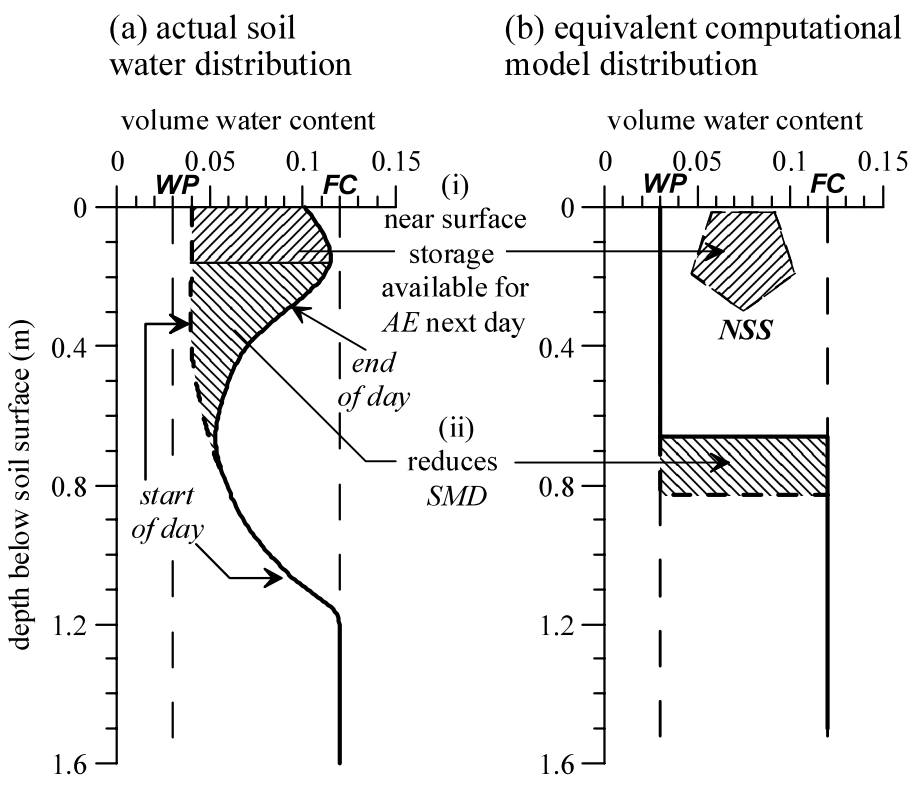 (a) actual soil
water distribution
(b) equivalent computational
model distribution
volume water content
0 0.05 0.1 0.15
WP FC
volume water content
0 0.05 0.1 0.15
WP FC
depth below soil surface (m)
0
0.4
0.8
1.2
1.6
(i)
near surface
storage
available for
AE next day
end
of day
(ii)
reduces
SMD
start
of day
0
0.4
0.8
1.2
1.6
NSS